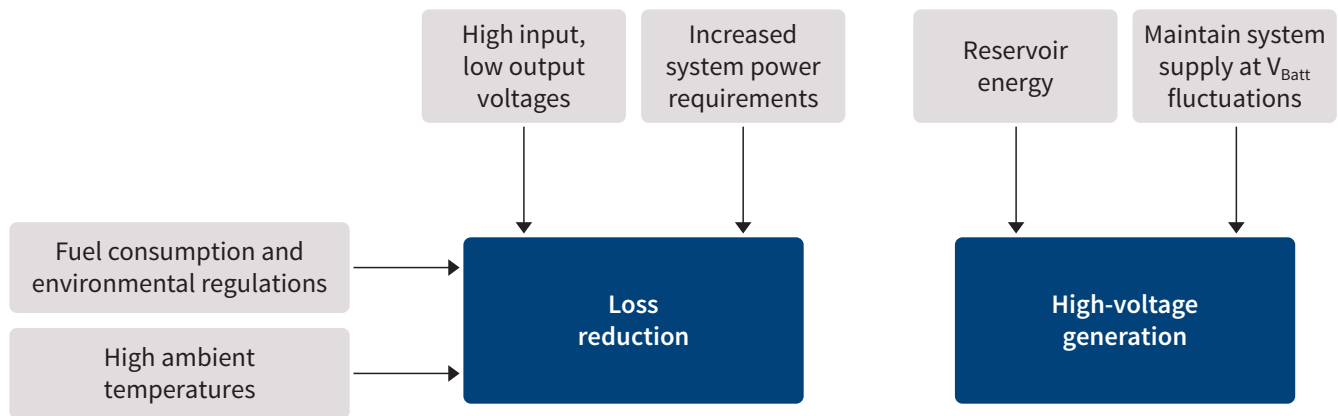 High input,
low output
voltages
Increased
system power
requirements
Reservoir
energy
Maintain system
supply at VBatt
fluctuations
Fuel consumption and
environmental regulations
High ambient
temperatures
Loss
reduction
High-voltage
generation